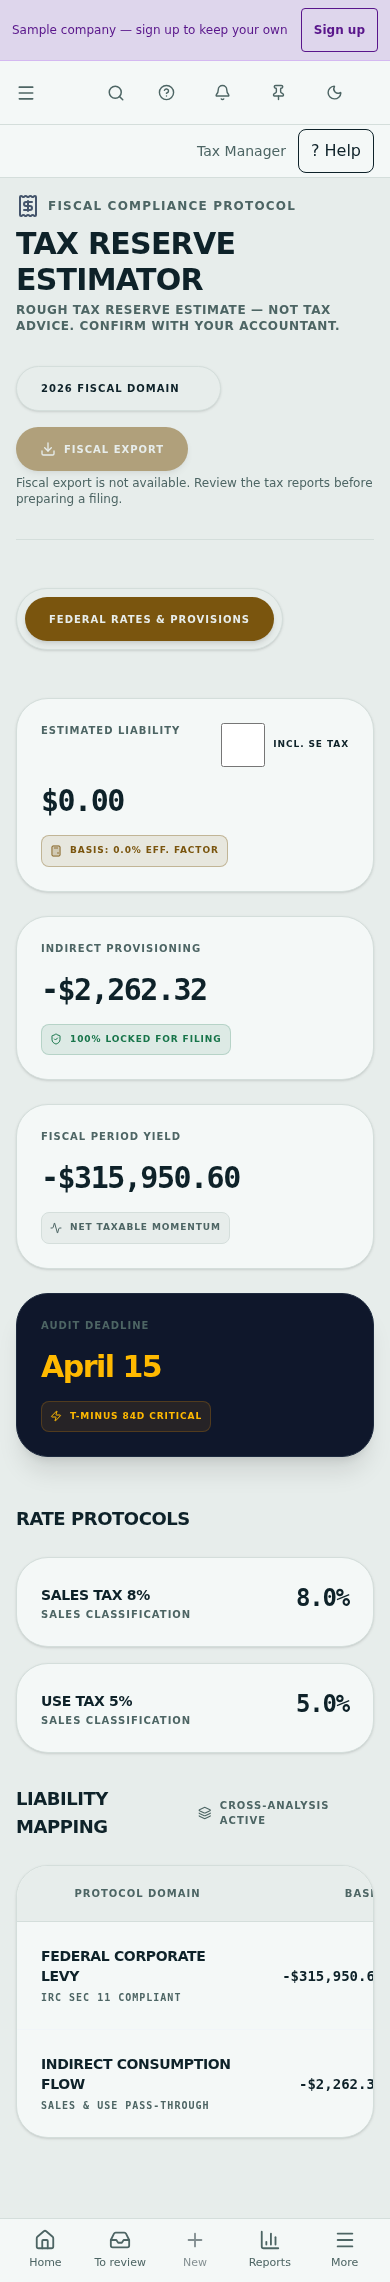 Sample company — sign up to keep your own
Sign up
Tax Manager
? Help
FISCAL COMPLIANCE PROTOCOL
TAX RESERVE
ESTIMATOR
ROUGH TAX RESERVE ESTIMATE — NOT TAX
ADVICE. CONFIRM WITH YOUR ACCOUNTANT.
2026 FISCAL DOMAIN
FISCAL EXPORT
Fiscal export is not available. Review the tax reports before
preparing a filing.
FEDERAL RATES & PROVISIONS
ESTIMATED LIABILITY
INCL. SE TAX
$0.00
BASIS: 0.0% EFF. FACTOR
INDIRECT PROVISIONING
-$2,262.32
100% LOCKED FOR FILING
FISCAL PERIOD YIELD
-$315,950.60
NET TAXABLE MOMENTUM
AUDIT DEADLINE
April 15
T-MINUS 84D CRITICAL
RATE PROTOCOLS
SALES TAX 8%
SALES CLASSIFICATION
8.0%
USE TAX 5%
SALES CLASSIFICATION
5.0%
LIABILITY
MAPPING
CROSS-ANALYSIS
ACTIVE
PROTOCOL DOMAIN
FEDERAL CORPORATE
LEVY
IRC SEC 11 COMPLIANT
-$315,950.6
INDIRECT CONSUMPTION
FLOW
SALES & USE PASS-THROUGH
-$2,262.3
Home
To review
New
Reports
More